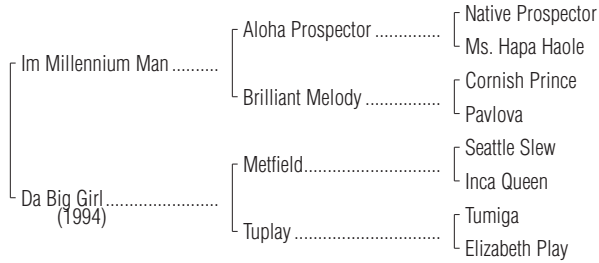 Native Prospector
Aloha Prospector ..............
Ms. Hapa Haole
Im Millennium Man ..........
Cornish Prince
Brilliant Melody ................
Pavlova
Seattle Slew
Metfield.............................
Inca Queen
Da Big Girl........................
(1994)
Tumiga
Tuplay ...............................
Elizabeth Play